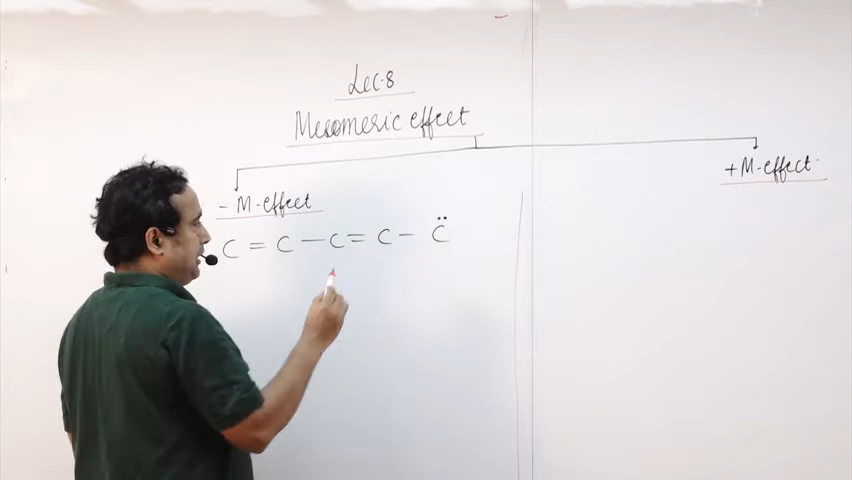 Lec-8
Mesomeric effect
- M-effect
+ M-effect.
C = C — C = C — C̈